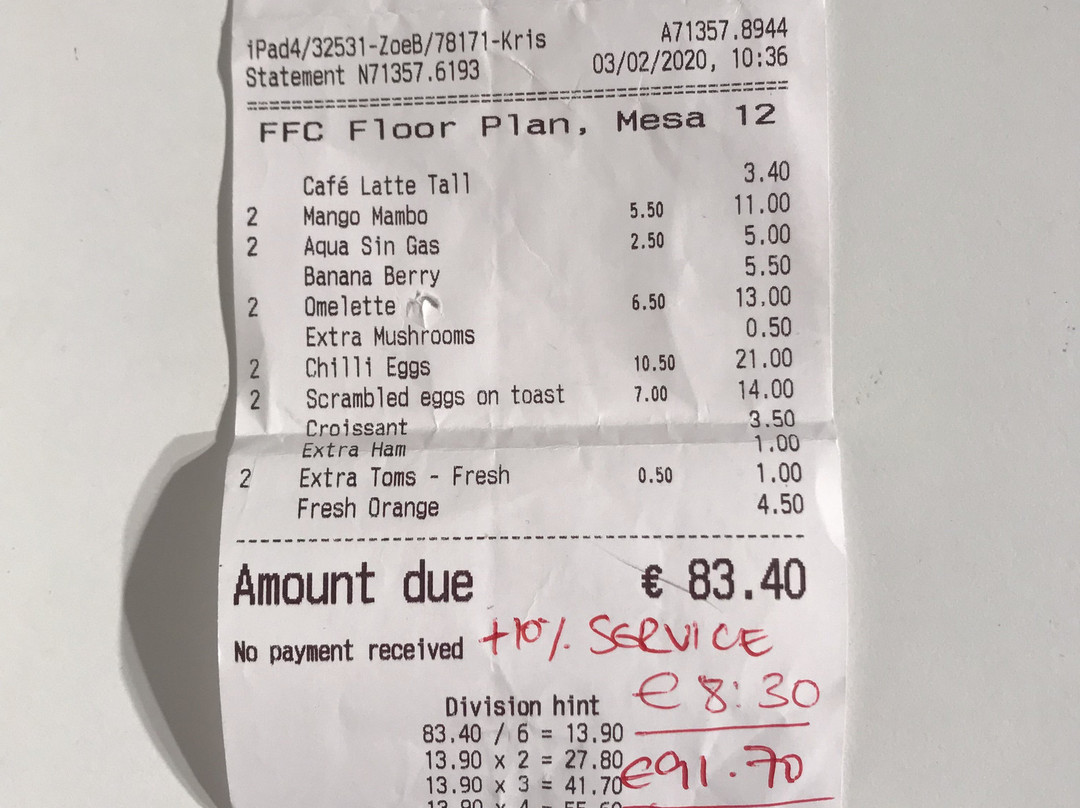 iPad4/32531-ZoeB/78171-Kris A71357.8944
Statement N71357.6193 03/02/2020, 10:36
FFC Floor Plan, Mesa 12
Café Latte Tall 3.40
2 Mango Mambo 5.50 11.00
2 Aqua Sin Gas 2.50 5.00
Banana Berry 5.50
2 Omelette 6.50 13.00
Extra Mushrooms 0.50
2 Chilli Eggs 10.50 21.00
2 Scrambled eggs on toast 7.00 14.00
Croissant 3.50
Extra Ham 1.00
2 Extra Toms - Fresh 0.50 1.00
Fresh Orange 4.50
Amount due € 83.40
No payment received +10% SERVICE
€ 8:30
Division hint
83.40 / 6 = 13.90
13.90 x 2 = 27.80 €91.70
13.90 x 3 = 41.70
13.90 x 4 = 55.60